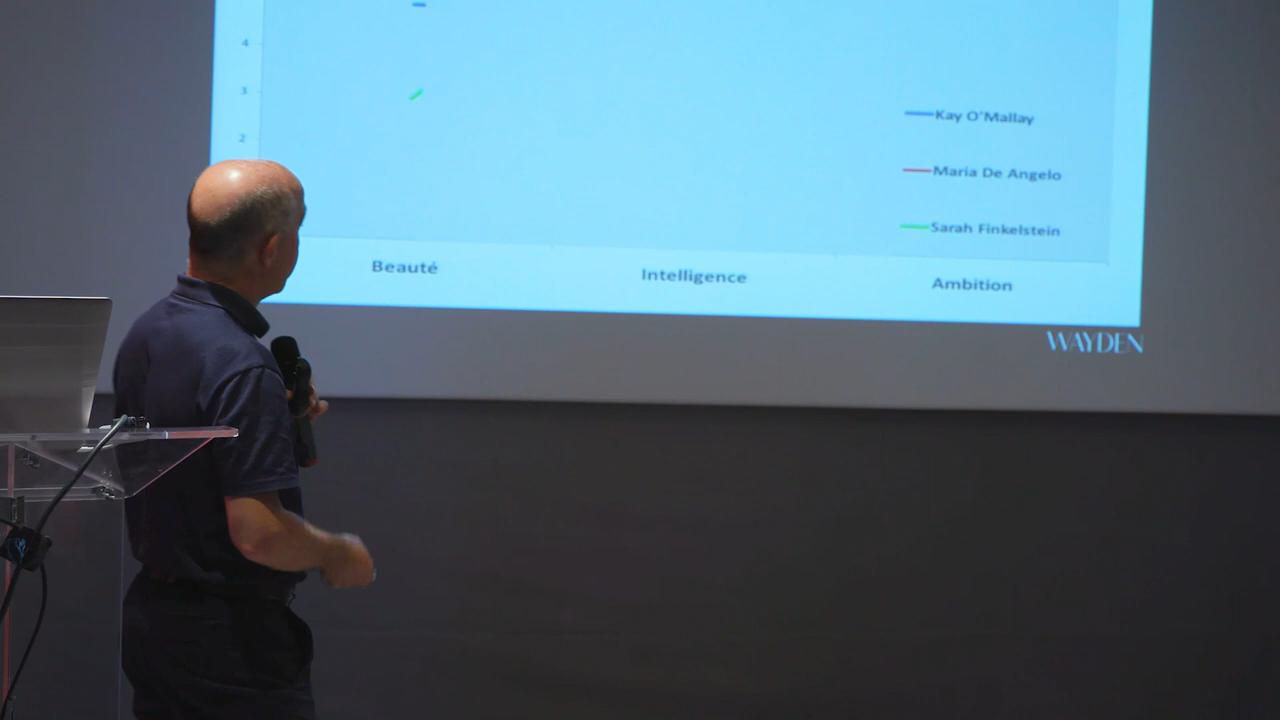 4
3
2
Kay O'Mallay
Maria De Angelo
Sarah Finkelstein
Beauté
Intelligence
Ambition
WAYDEN